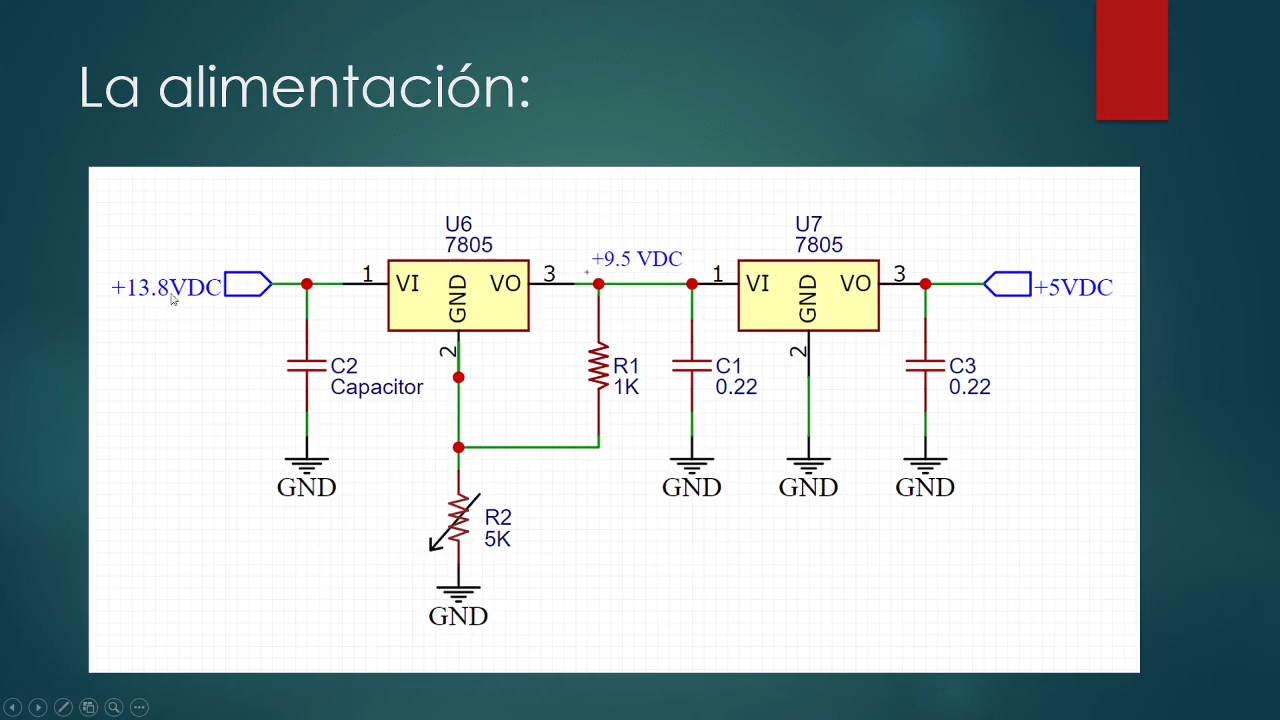 La alimentación:
U6
7805
U7
7805
+9.5 VDC
+13.8VDC
1
VI
GND
VO
3
2
1
VI
GND
VO
3
2
+5VDC
C2
Capacitor
R1
1K
C1
0.22
C3
0.22
GND
GND
GND
GND
R2
5K
GND